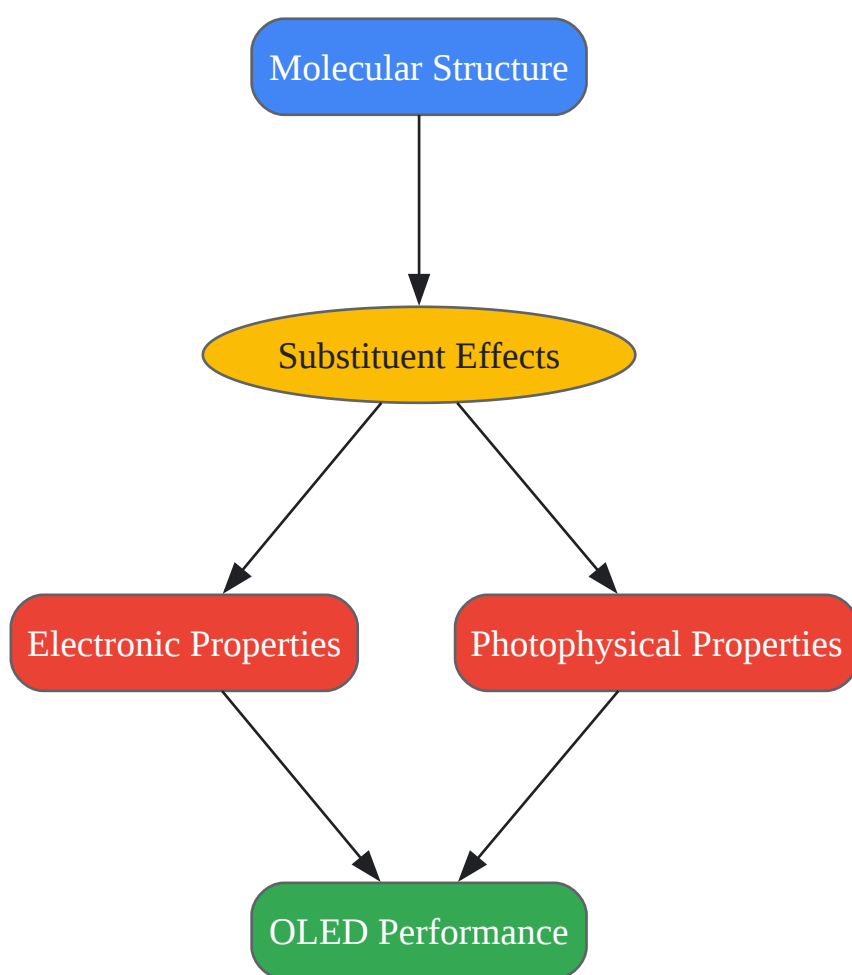 Molecular Structure
Substituent Effects
Electronic Properties
Photophysical Properties
OLED Performance